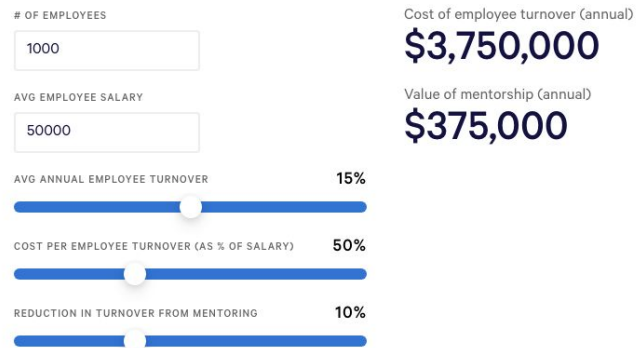 # OF EMPLOYEES
1000
AVG EMPLOYEE SALARY
50000
AVG ANNUAL EMPLOYEE TURNOVER 15%
COST PER EMPLOYEE TURNOVER (AS % OF SALARY) 50%
REDUCTION IN TURNOVER FROM MENTORING 10%
Cost of employee turnover (annual)
$3,750,000
Value of mentorship (annual)
$375,000